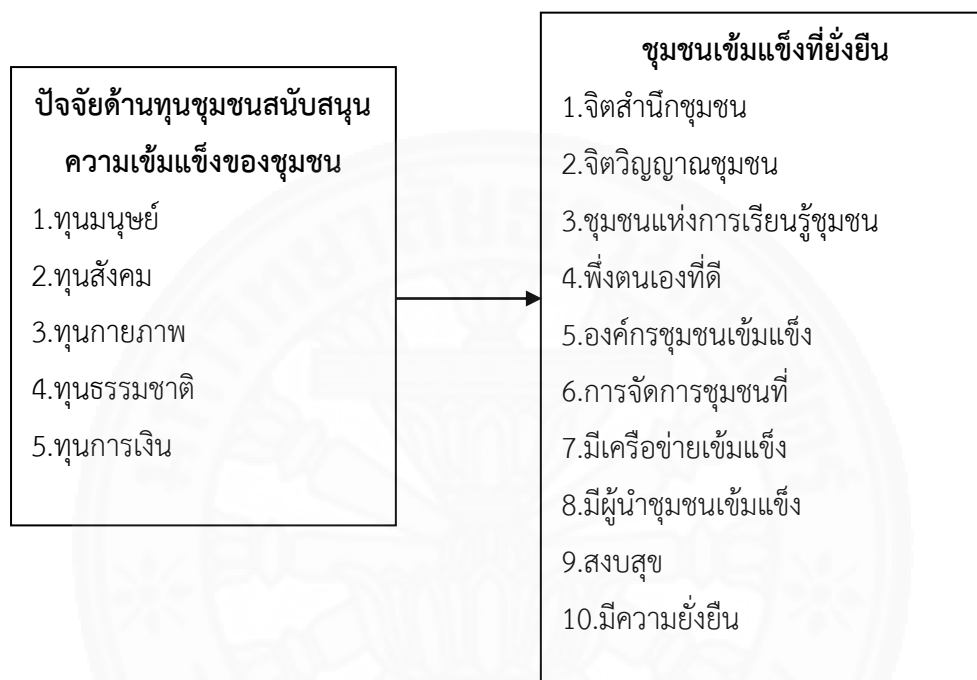 ปัจจัยด้านทุนชุมชนสนับสนุน
ความเข้มแข็งของชุมชน
1.ทุนมนุษย์
2.ทุนสังคม
3.ทุนกายภาพ
4.ทุนธรรมชาติ
5.ทุนการเงิน
ชุมชนเข้มแข็งที่ยั่งยืน
1.จิตสำนึกชุมชน
2.จิตวิญญาณชุมชน
3.ชุมชนแห่งการเรียนรู้ชุมชน
4.พึ่งตนเองที่ดี
5.องค์กรชุมชนเข้มแข็ง
6.การจัดการชุมชนที่
7.มีเครือข่ายเข้มแข็ง
8.มีผู้นำชุมชนเข้มแข็ง
9.สงบสุข
10.มีความยั่งยืน